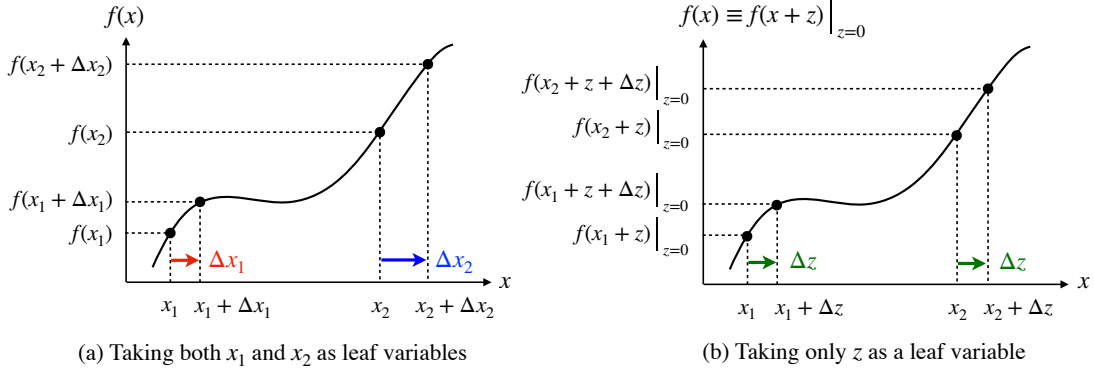 f(x)
f(x₂ + Δx₂)
f(x₂)
f(x₁ + Δx₁)
f(x₁)
Δx₁
Δx₂
x
x₁
x₁ + Δx₁
x₂
x₂ + Δx₂
(a) Taking both x₁ and x₂ as leaf variables
f(x) ≡ f(x + z)|z=0
f(x₂ + z + Δz)|z=0
f(x₂ + z)|z=0
f(x₁ + z + Δz)|z=0
f(x₁ + z)|z=0
Δz
Δz
x
x₁
x₁ + Δz
x₂
x₂ + Δz
(b) Taking only z as a leaf variable